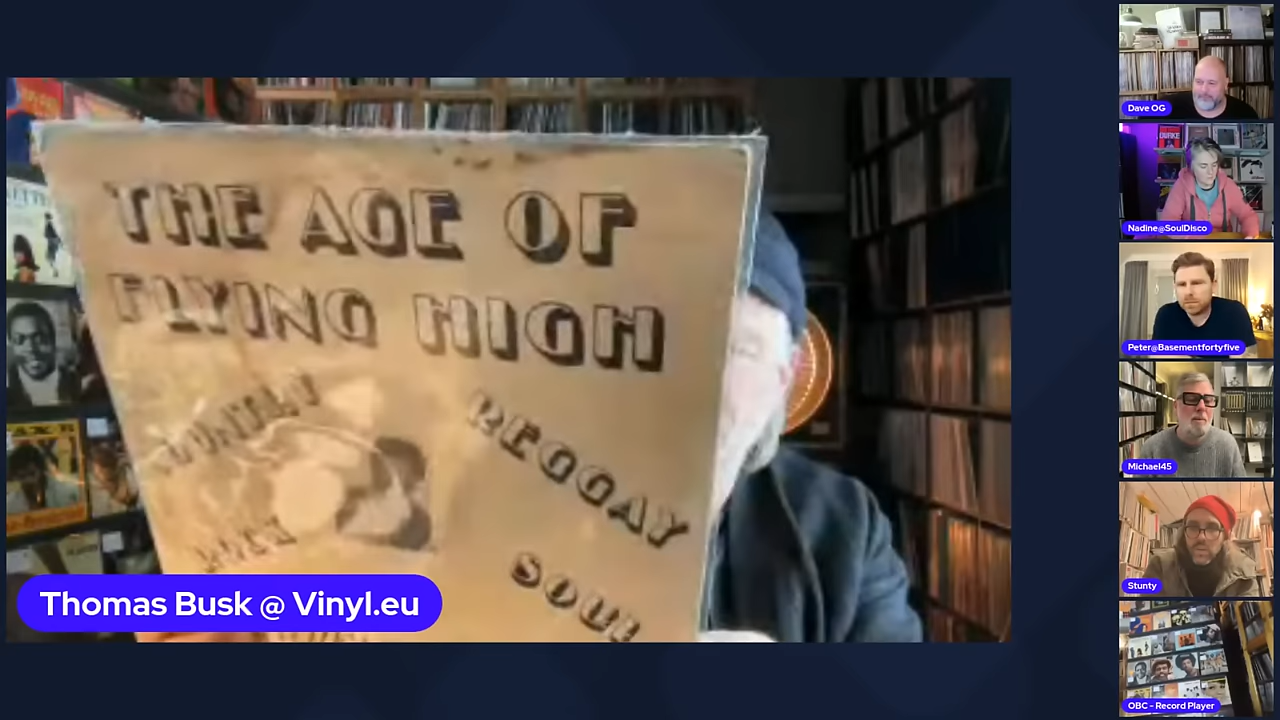 THE AGE OF
FLYING HIGH
REGGAY
SOUL
Thomas Busk @ Vinyl.eu
Dave OG
Nadine@SoulDisco
Peter@Basementfortyfive
Michael45
Stunty
OBC - Record Player